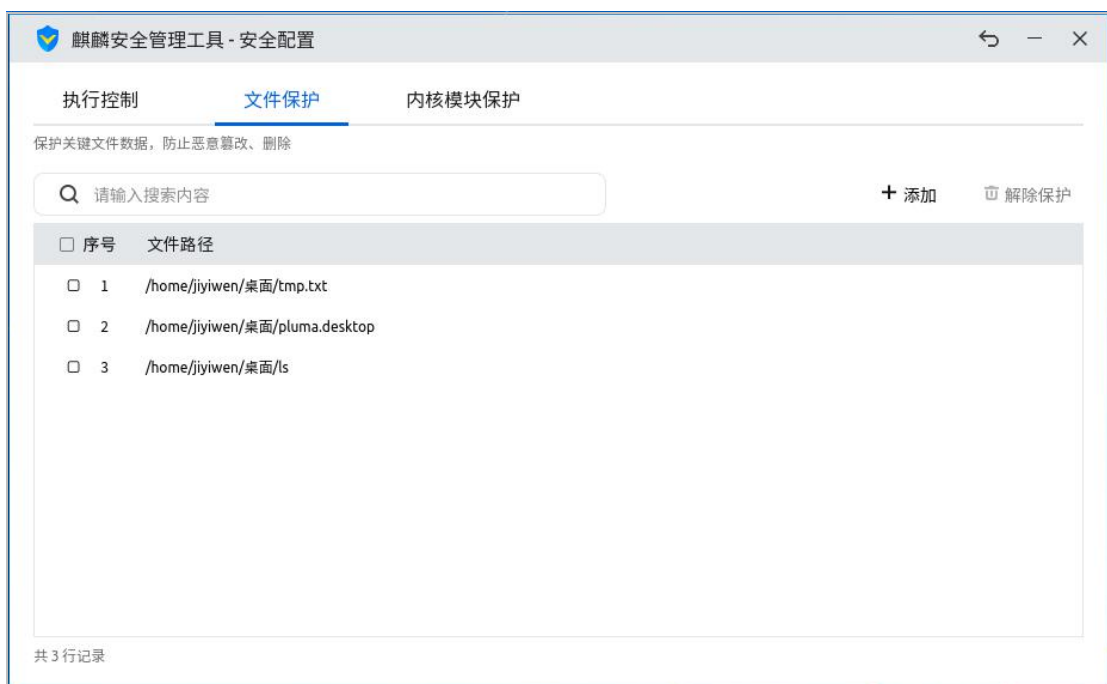 麒麟安全管理工具 - 安全配置
执行控制 文件保护 内核模块保护
保护关键文件数据，防止恶意篡改、删除
请输入搜索内容 添加 解除保护
序号 文件路径
1 /home/jiyiwen/桌面/tmp.txt
2 /home/jiyiwen/桌面/pluma.desktop
3 /home/jiyiwen/桌面/ls
共 3 行记录